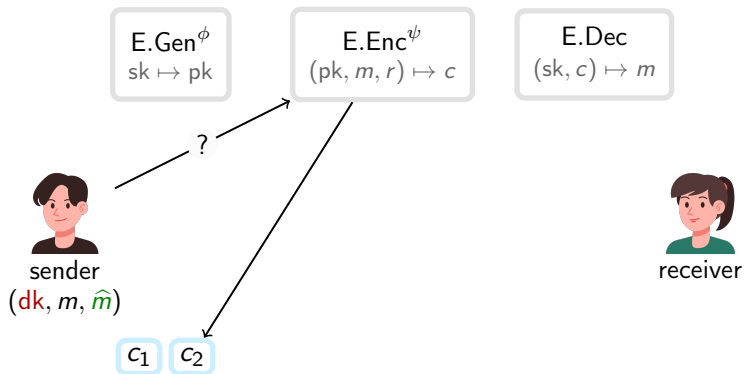 E.Gen^ϕ
sk ↦ pk
E.Enc^ψ
(pk, m, r) ↦ c
E.Dec
(sk, c) ↦ m
?
sender
(dk, m, m̂)
receiver
c₁ c₂